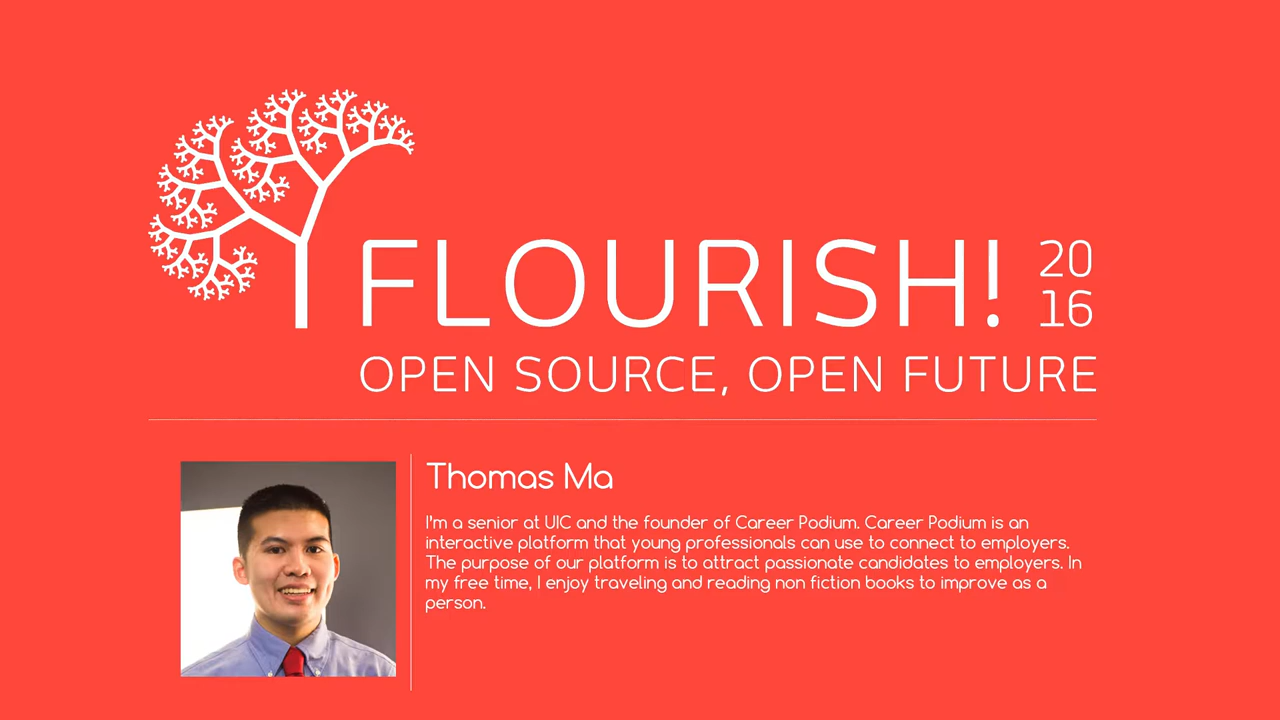 FLOURISH! 20
16
OPEN SOURCE, OPEN FUTURE
Thomas Ma
I'm a senior at UIC and the founder of Career Podium. Career Podium is an
interactive platform that young professionals can use to connect to employers.
The purpose of our platform is to attract passionate candidates to employers. In
my free time, I enjoy traveling and reading non fiction books to improve as a
person.